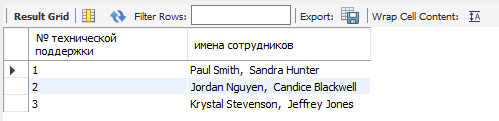 Result Grid Filter Rows: Export: Wrap Cell Content:
№ технической поддержки имена сотрудников
1 Paul Smith, Sandra Hunter
2 Jordan Nguyen, Candice Blackwell
3 Krystal Stevenson, Jeffrey Jones